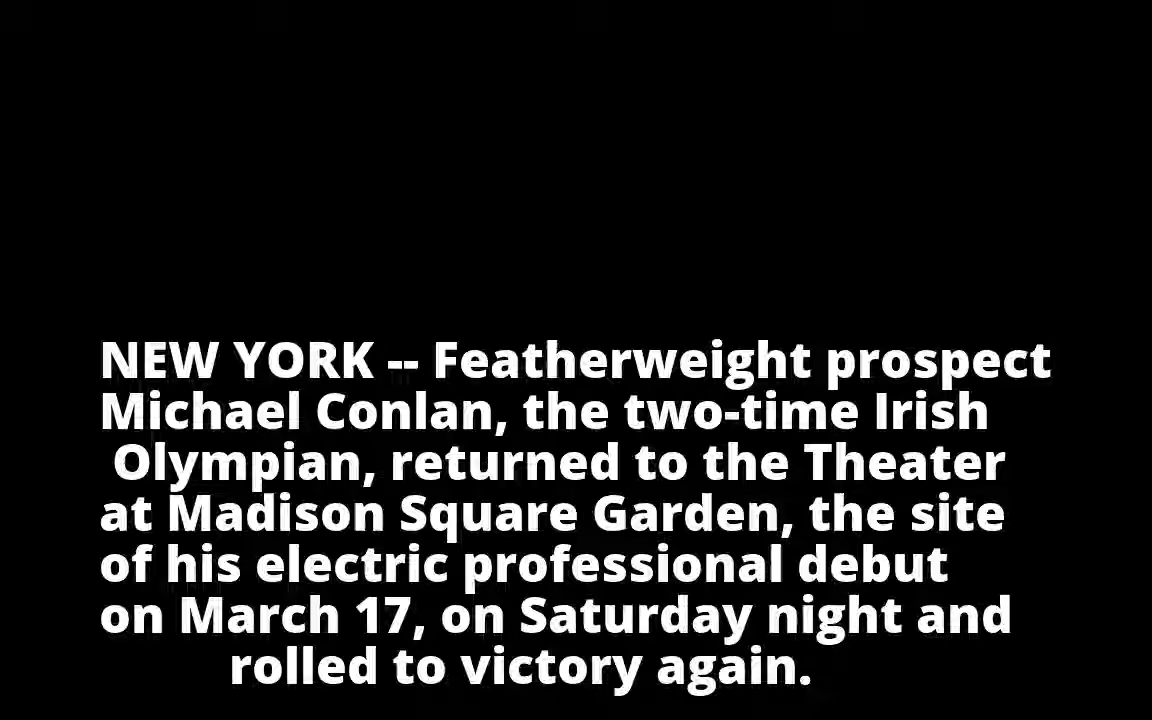 NEW YORK -- Featherweight prospect
Michael Conlan, the two-time Irish
Olympian, returned to the Theater
at Madison Square Garden, the site
of his electric professional debut
on March 17, on Saturday night and
rolled to victory again.